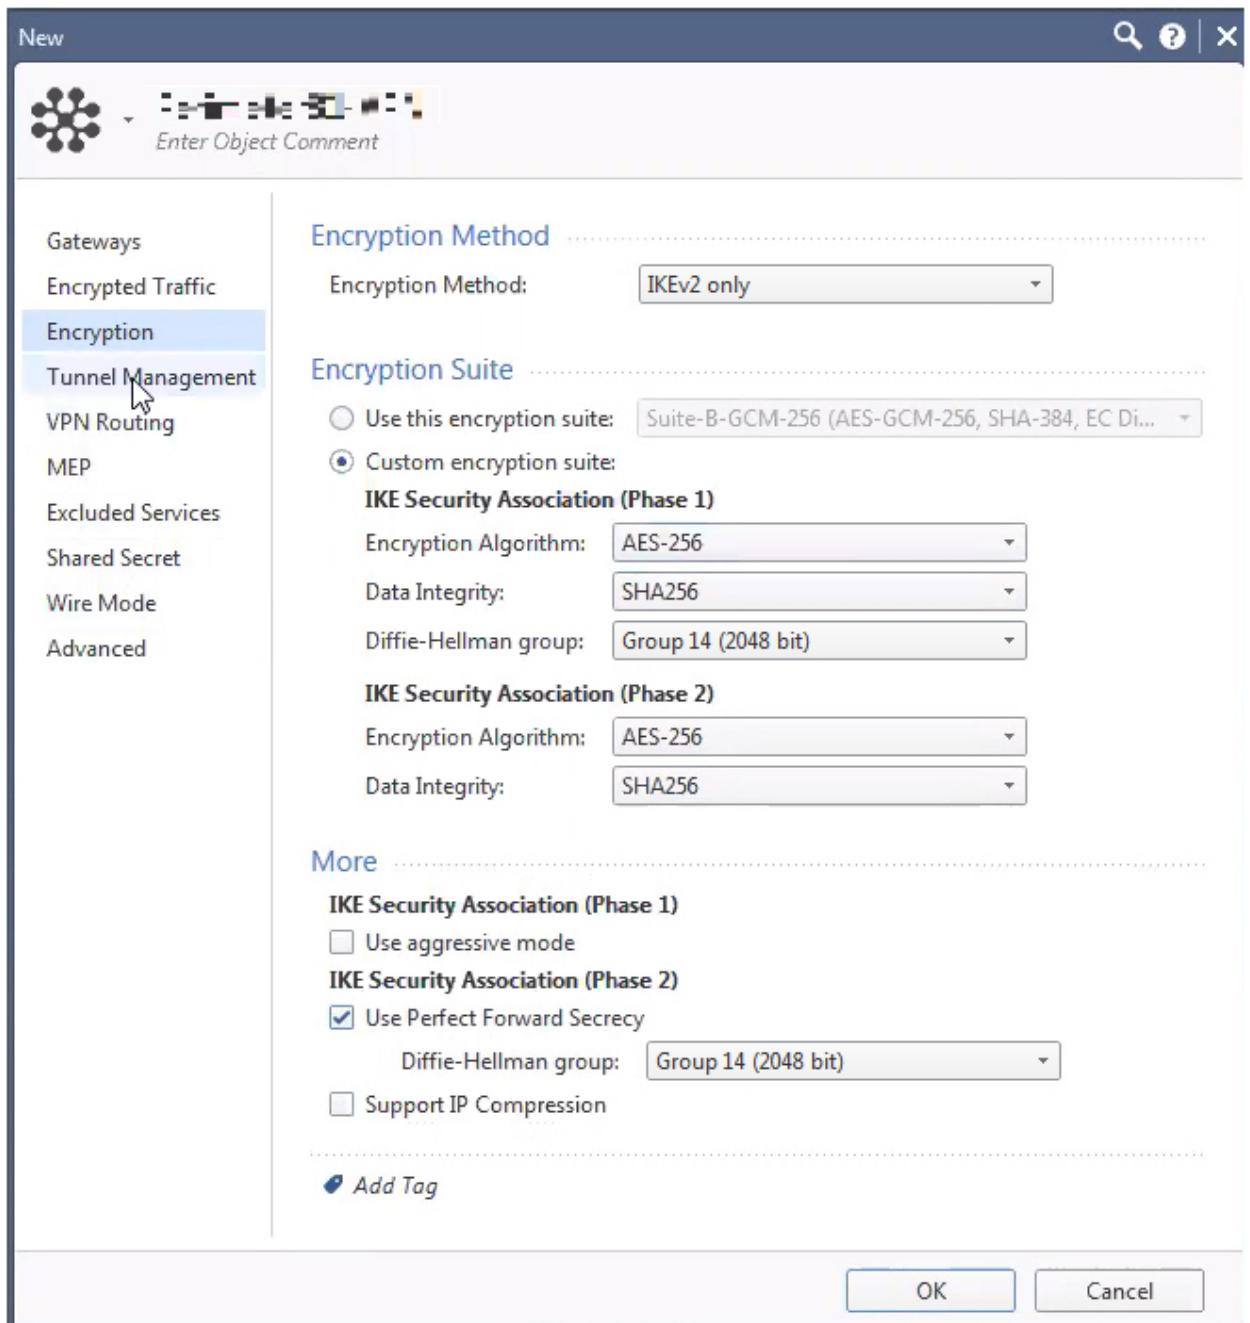 New
Enter Object Comment
Gateways
Encrypted Traffic
Encryption
Tunnel Management
VPN Routing
MEP
Excluded Services
Shared Secret
Wire Mode
Advanced
Encryption Method
Encryption Method: IKEv2 only
Encryption Suite
Use this encryption suite: Suite-B-GCM-256 (AES-GCM-256, SHA-384, EC Di...
Custom encryption suite:
IKE Security Association (Phase 1)
Encryption Algorithm: AES-256
Data Integrity: SHA256
Diffie-Hellman group: Group 14 (2048 bit)
IKE Security Association (Phase 2)
Encryption Algorithm: AES-256
Data Integrity: SHA256
More
IKE Security Association (Phase 1)
Use aggressive mode
IKE Security Association (Phase 2)
Use Perfect Forward Secrecy
Diffie-Hellman group: Group 14 (2048 bit)
Support IP Compression
Add Tag
OK Cancel